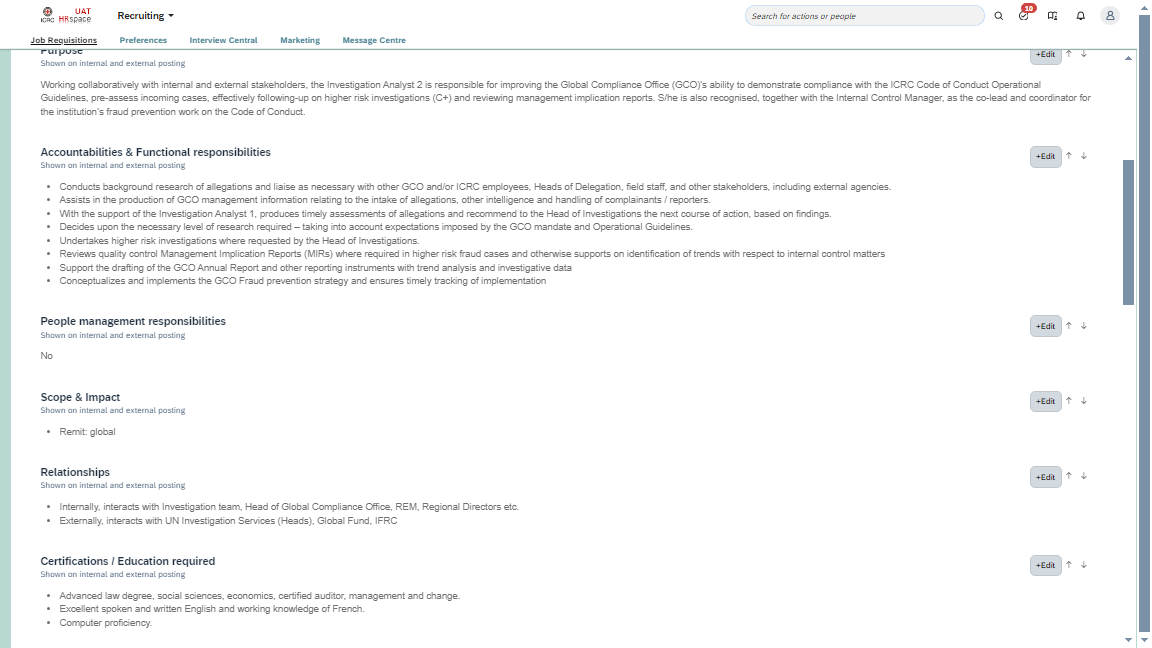 ICRC
UAT
HRspace
Recruiting
Search for actions or people
10
Job Requisitions
Preferences
Interview Central
Marketing
Message Centre
Purpose
Shown on internal and external posting
+Edit
Working collaboratively with internal and external stakeholders, the Investigation Analyst 2 is responsible for improving the Global Compliance Office (GCO)'s ability to demonstrate compliance with the ICRC Code of Conduct Operational
Guidelines, pre-assess incoming cases, effectively following-up on higher risk investigations (C+) and reviewing management implication reports. S/he is also recognised, together with the Internal Control Manager, as the co-lead and coordinator for
the institution's fraud prevention work on the Code of Conduct.
Accountabilities & Functional responsibilities
Shown on internal and external posting
+Edit
• Conducts background research of allegations and liaise as necessary with other GCO and/or ICRC employees, Heads of Delegation, field staff, and other stakeholders, including external agencies.
• Assists in the production of GCO management information relating to the intake of allegations, other intelligence and handling of complainants / reporters.
• With the support of the Investigation Analyst 1, produces timely assessments of allegations and recommend to the Head of Investigations the next course of action, based on findings.
• Decides upon the necessary level of research required – taking into account expectations imposed by the GCO mandate and Operational Guidelines.
• Undertakes higher risk investigations where requested by the Head of Investigations.
• Reviews quality control Management Implication Reports (MIRs) where required in higher risk fraud cases and otherwise supports on identification of trends with respect to internal control matters
• Support the drafting of the GCO Annual Report and other reporting instruments with trend analysis and investigative data
• Conceptualizes and implements the GCO Fraud prevention strategy and ensures timely tracking of implementation
People management responsibilities
Shown on internal and external posting
+Edit
No
Scope & Impact
Shown on internal and external posting
+Edit
• Remit: global
Relationships
Shown on internal and external posting
+Edit
• Internally, interacts with Investigation team, Head of Global Compliance Office, REM, Regional Directors etc.
• Externally, interacts with UN Investigation Services (Heads), Global Fund, IFRC
Certifications / Education required
Shown on internal and external posting
+Edit
• Advanced law degree, social sciences, economics, certified auditor, management and change.
• Excellent spoken and written English and working knowledge of French.
• Computer proficiency.